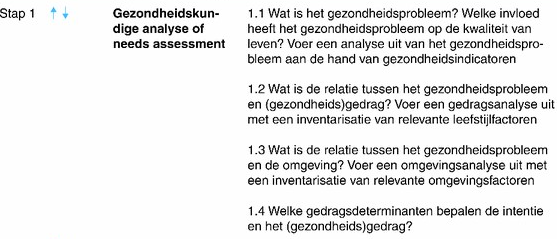 Stap 1 Gezondheidskun-
dige analyse of
needs assessment
1.1 Wat is het gezondheidsprobleem? Welke invloed
heeft het gezondheidsprobleem op de kwaliteit van
leven? Voer een analyse uit van het gezondheidspro-
bleem aan de hand van gezondheidsindicatoren
1.2 Wat is de relatie tussen het gezondheidsprobleem
en (gezondheids)gedrag? Voer een gedragsanalyse uit
met een inventarisatie van relevante leefstijlfactoren
1.3 Wat is de relatie tussen het gezondheidsprobleem
en de omgeving? Voer een omgevingsanalyse uit met
een inventarisatie van relevante omgevingsfactoren
1.4 Welke gedragsdeterminanten bepalen de intentie
en het (gezondheids)gedrag?